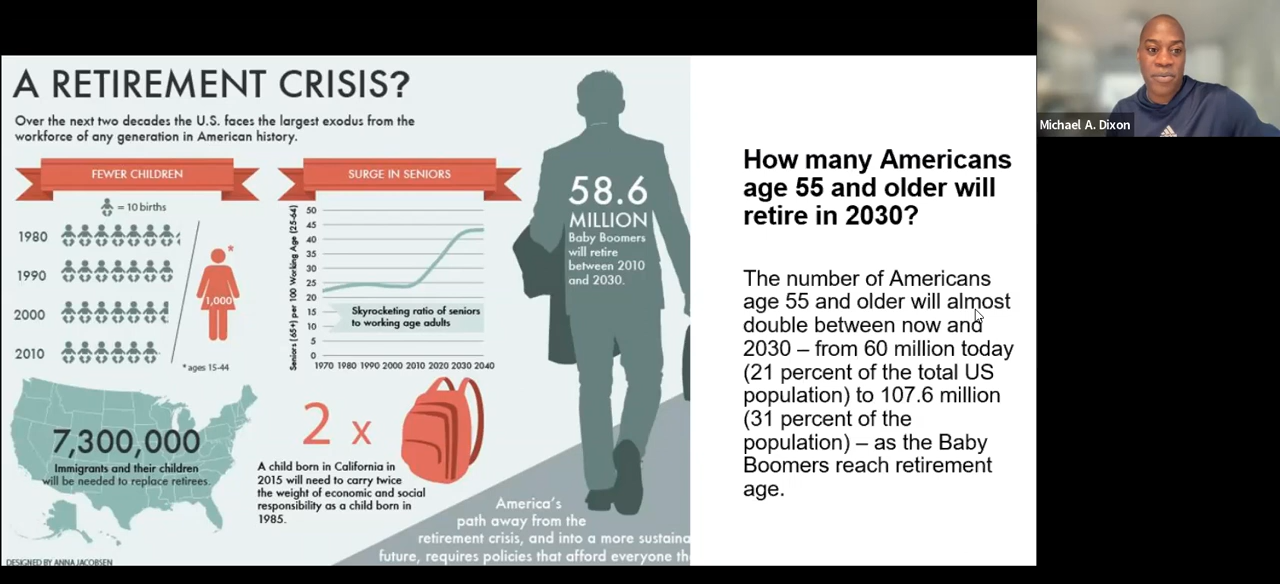 A RETIREMENT CRISIS?
Over the next two decades the U.S. faces the largest exodus from the
workforce of any generation in American history.
FEWER CHILDREN
= 10 births
1980
1990
2000
2010
*
1,000
* ages 15-44
SURGE IN SENIORS
Seniors (65+) per 100 Working Age (25-64)
50
45
40
35
30
25
20
15
10
5
0
Skyrocketing ratio of seniors
to working age adults
1970 1980 1990 2000 2010 2020 2030 2040
58.6
MILLION
Baby Boomers
will retire
between 2010
and 2030.
7,300,000
Immigrants and their children
will be needed to replace retirees.
2 x
A child born in California in
2015 will need to carry twice
the weight of economic and social
responsibility as a child born in
1985.
America's
path away from the
retirement crisis, and into a more sustaina
future, requires policies that afford everyone th
DESIGNED BY ANNA JACOBSEN
How many Americans
age 55 and older will
retire in 2030?
The number of Americans
age 55 and older will almost
double between now and
2030 – from 60 million today
(21 percent of the total US
population) to 107.6 million
(31 percent of the
population) – as the Baby
Boomers reach retirement
age.
Michael A. Dixon